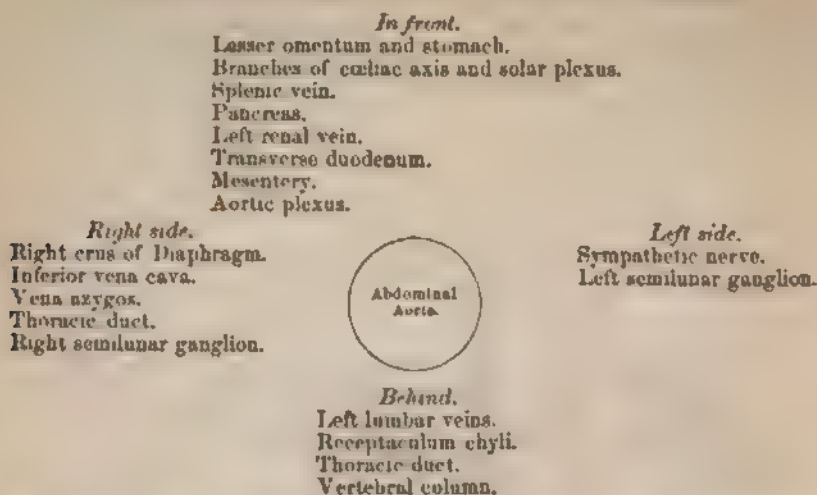 In front.
Lesser omentum and stomach.
Branches of cœliac axis and solar plexus.
Splenic vein.
Pancreas.
Left renal vein.
Transverse duodenum.
Mesentery.
Aortic plexus.
Right side.
Right crus of Diaphragm.
Inferior vena cava.
Vena azygos.
Thoracic duct.
Right semilunar ganglion.
Abdominal
Aorta.
Left side.
Sympathetic nerve.
Left semilunar ganglion.
Behind.
Left lumbar veins.
Receptaculum chyli.
Thoracic duct.
Vertebral column.